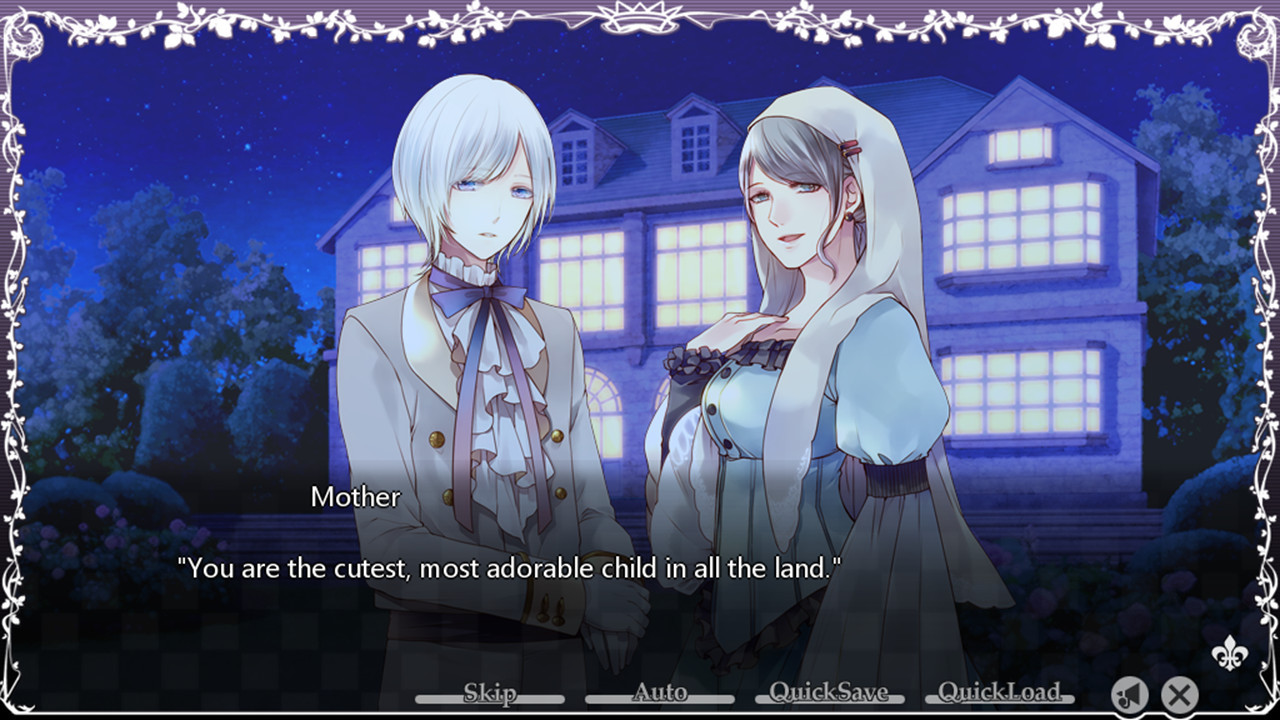 Mother
"You are the cutest, most adorable child in all the land."
Skip Auto QuickSave QuickLoad